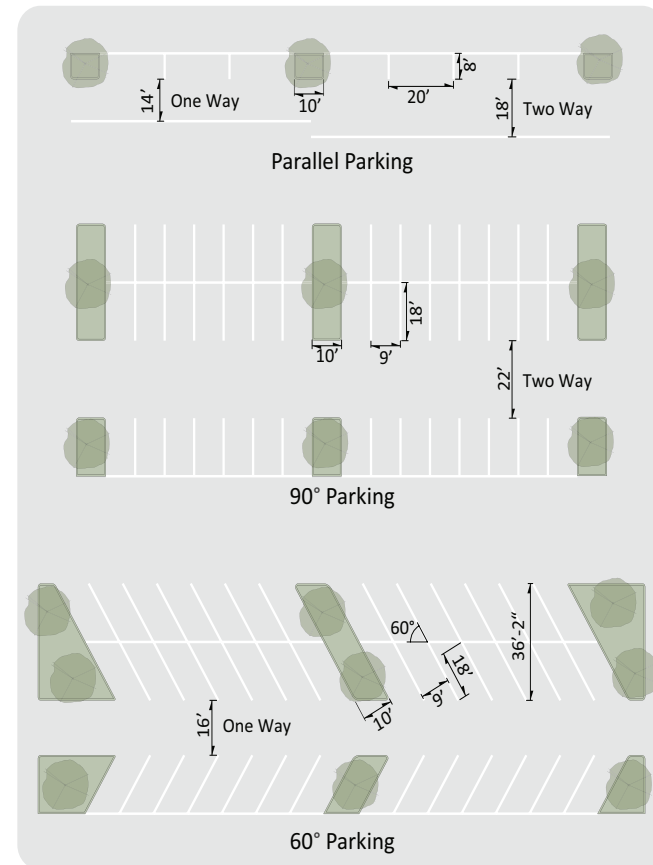 8’
14’
One Way
10’
20’
18’
Two Way
Parallel Parking
18’
10’
9’
22’
Two Way
90° Parking
60°
36’-2“
18’
9’
10’
16’
One Way
60° Parking